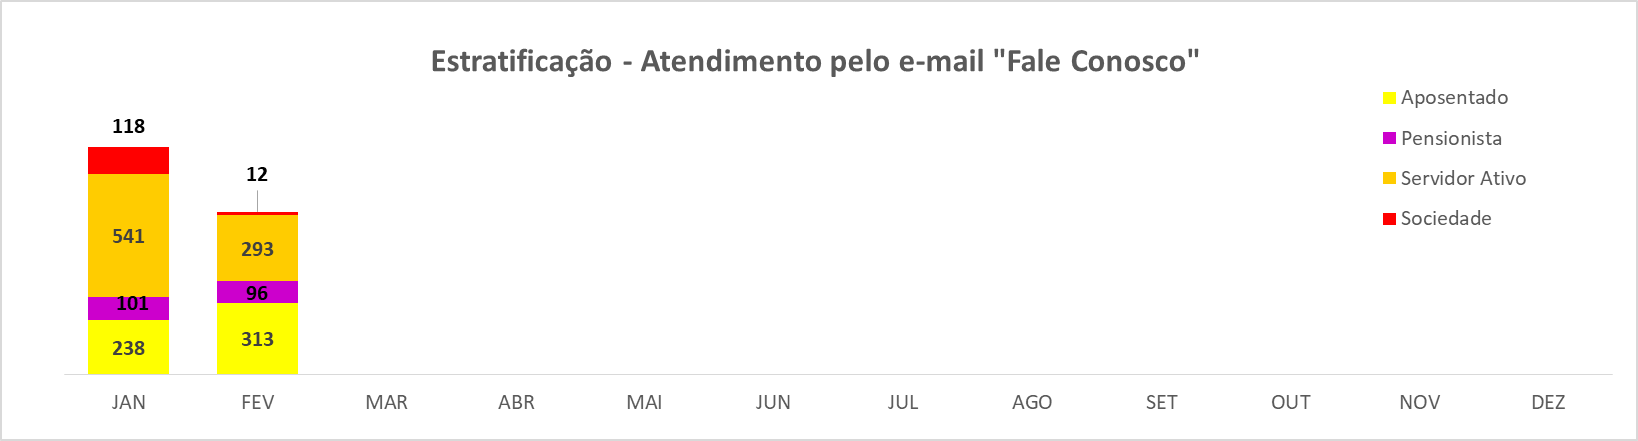 Estratificação - Atendimento pelo e-mail "Fale Conosco"
Aposentado
Pensionista
Servidor Ativo
Sociedade
118
541
101
238
12
293
96
313
JAN FEV MAR ABR MAI JUN JUL AGO SET OUT NOV DEZ